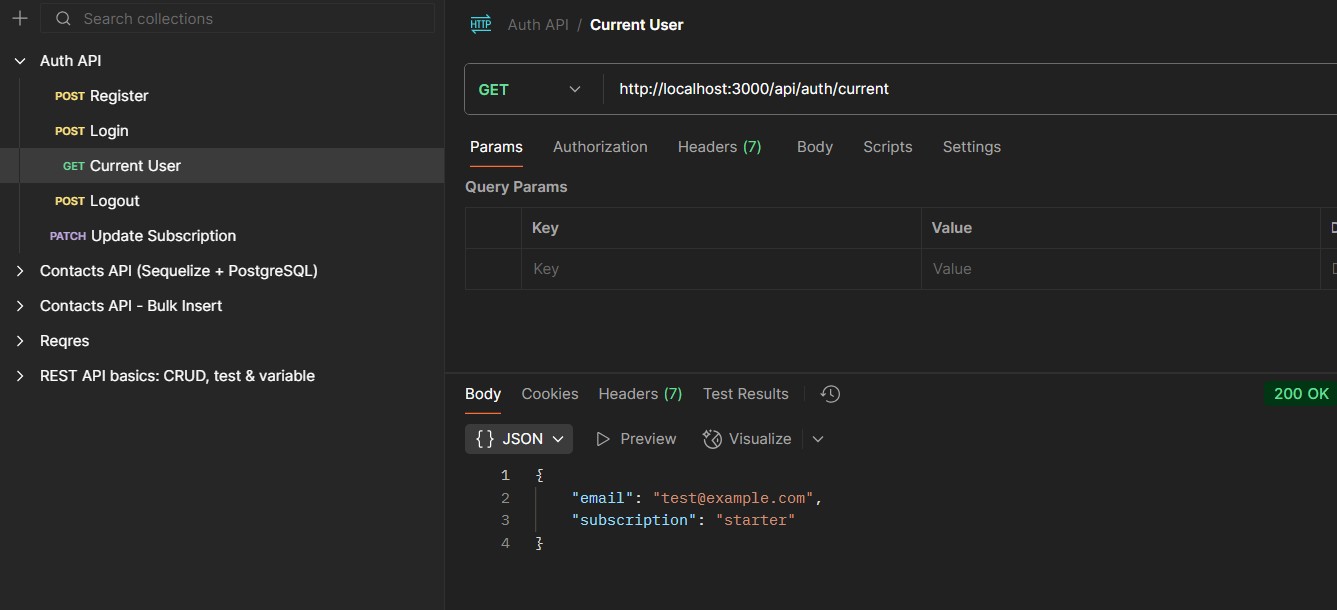 Search collections
Auth API
POST Register
POST Login
GET Current User
POST Logout
PATCH Update Subscription
Contacts API (Sequelize + PostgreSQL)
Contacts API - Bulk Insert
Reqres
REST API basics: CRUD, test & variable
HTTP Auth API / Current User
GET http://localhost:3000/api/auth/current
Params Authorization Headers (7) Body Scripts Settings
Query Params
Key Value
Key Value
Body Cookies Headers (7) Test Results 200 OK
{} JSON Preview Visualize
1 {
2 "email": "test@example.com",
3 "subscription": "starter"
4 }